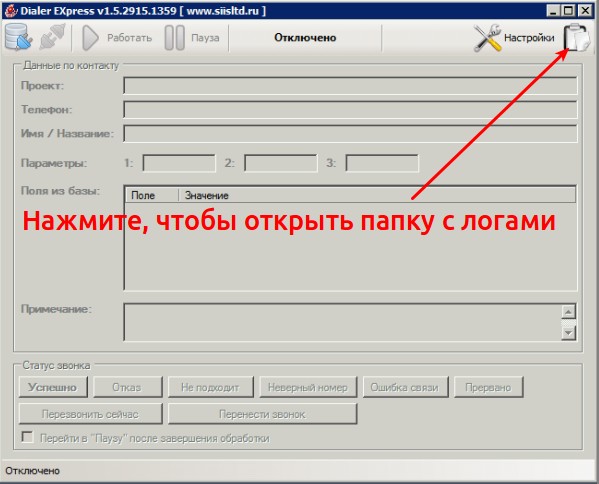 Dialer EXpress v1.5.2915.1359 [ www.siisltd.ru ]
Работать Пауза Отключено Настройки
Данные по контакту
Проект:
Телефон:
Имя / Название:
Параметры: 1: 2: 3:
Поля из базы: Поле Значение
Нажмите, чтобы открыть папку с логами
Примечание:
Статус звонка
Успешно Отказ Не подходит Неверный номер Ошибка связи Прервано
Перезвонить сейчас Перенести звонок
Перейти в "Паузу" после завершения обработки
Отключено